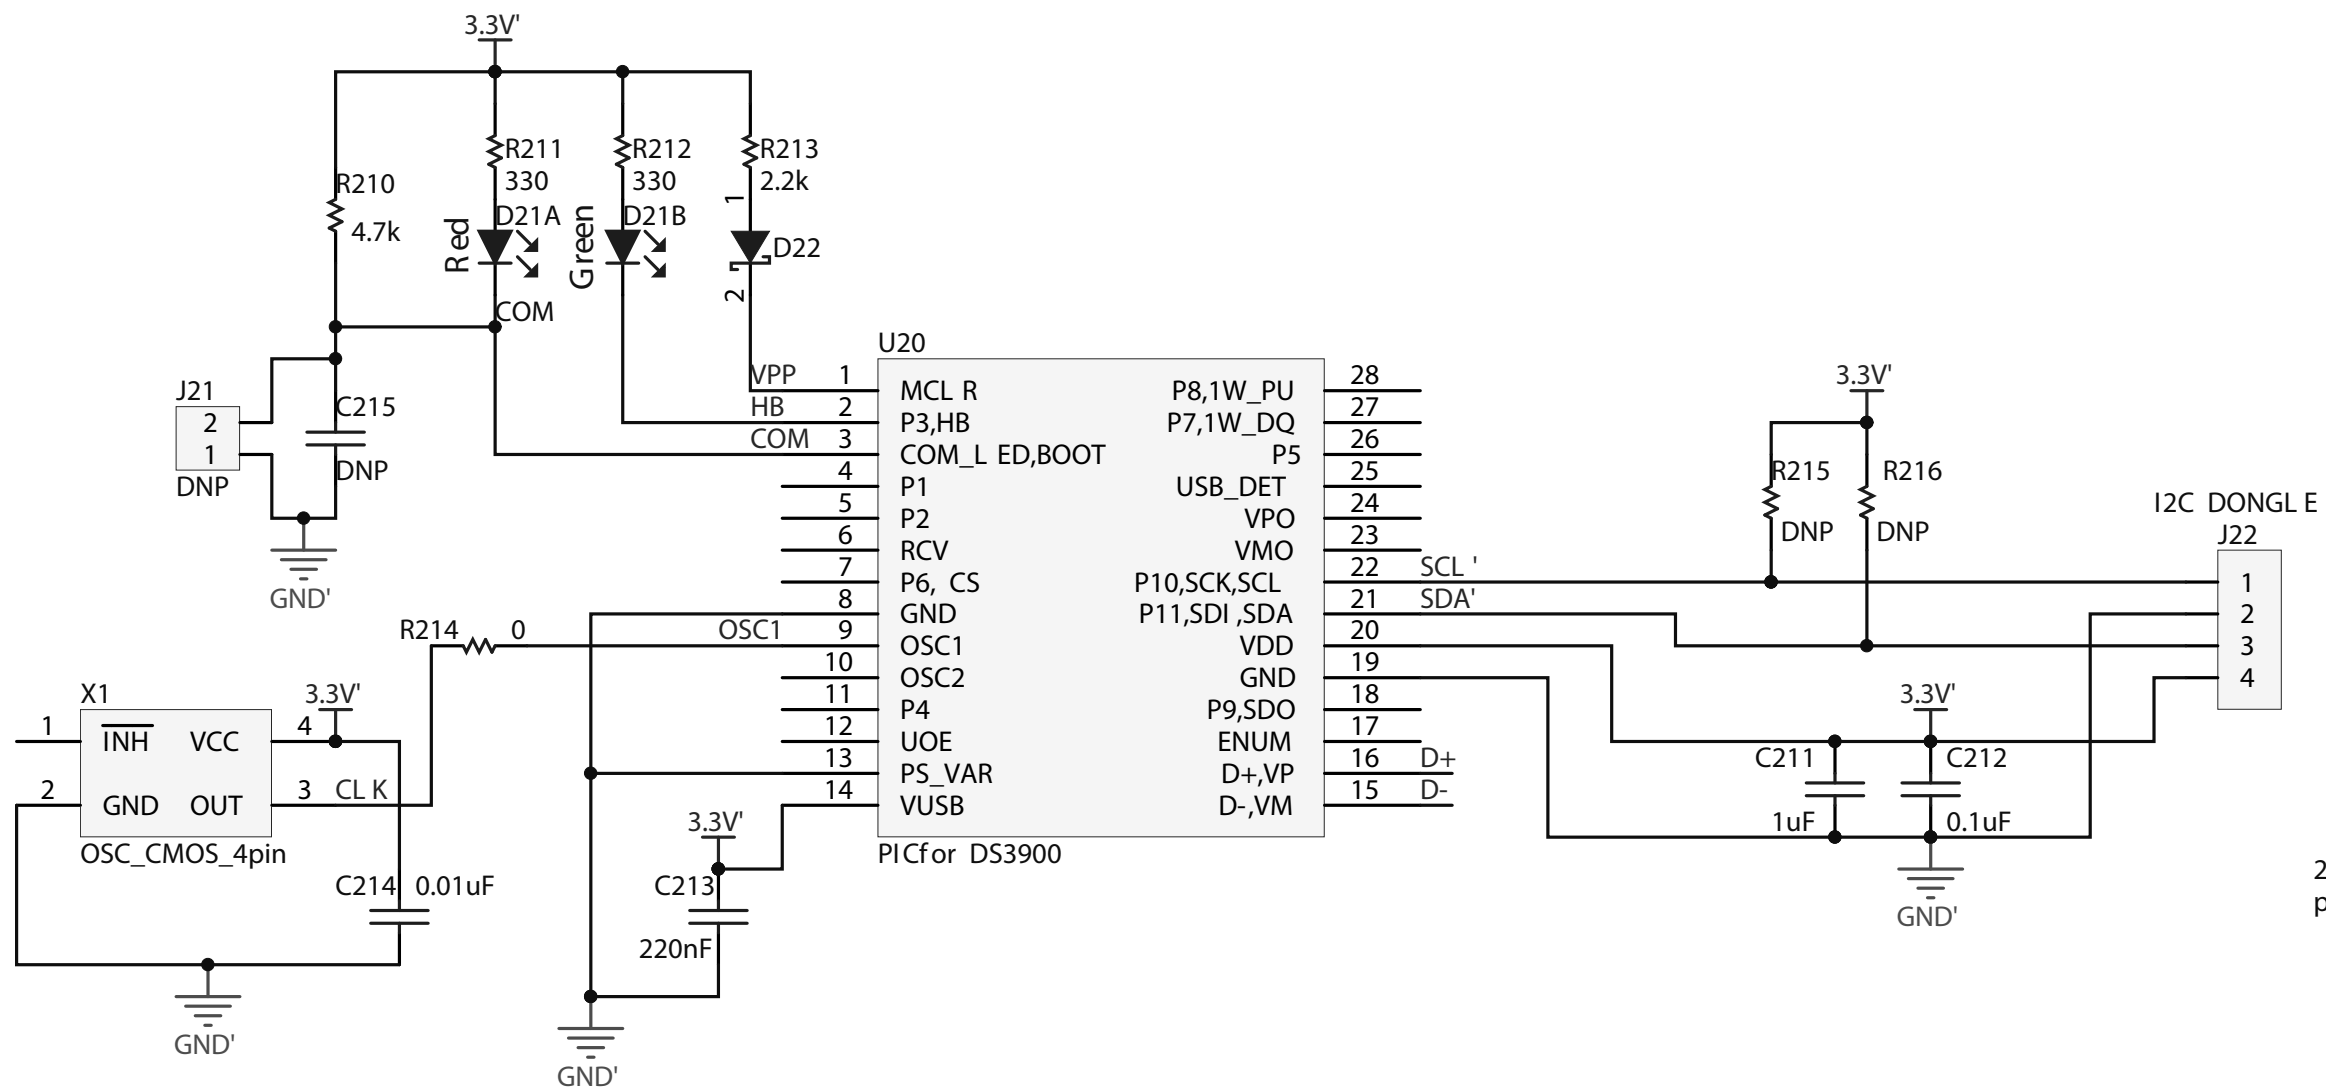 3.3V'
R211
330
R212
330
R213
2.2k
1
R210
4.7k
Red
D21A
Green
D21B
D22
2
COM
J21
2
1
DNP
C215
DNP
GND'
U20
VPP 1 MCL R
HB 2 P3,HB
COM 3 COM_L ED,BOOT
4 P1
5 P2
6 RCV
7 P6, CS
8 GND
OSC1 9 OSC1
10 OSC2
11 P4
12 UOE
13 PS_VAR
14 VUSB
P8,1W_PU 28
P7,1W_DQ 27
P5 26
USB_DET 25
VPO 24
VMO 23
P10,SCK,SCL 22 SCL '
P11,SDI ,SDA 21 SDA'
VDD 20
GND 19
P9,SDO 18
ENUM 17
D+,VP 16 D+
D-,VM 15 D-
PICfor DS3900
R214 0
X1
3.3V'
1 INH VCC 4
2 GND OUT 3 CL K
OSC_CMOS_4pin
C214 0.01uF
GND'
3.3V'
C213
220nF
GND'
3.3V'
R215
DNP
R216
DNP
I2C DONGL E
J22
1
2
3
4
3.3V'
C211
1uF
C212
0.1uF
GND'
2
p